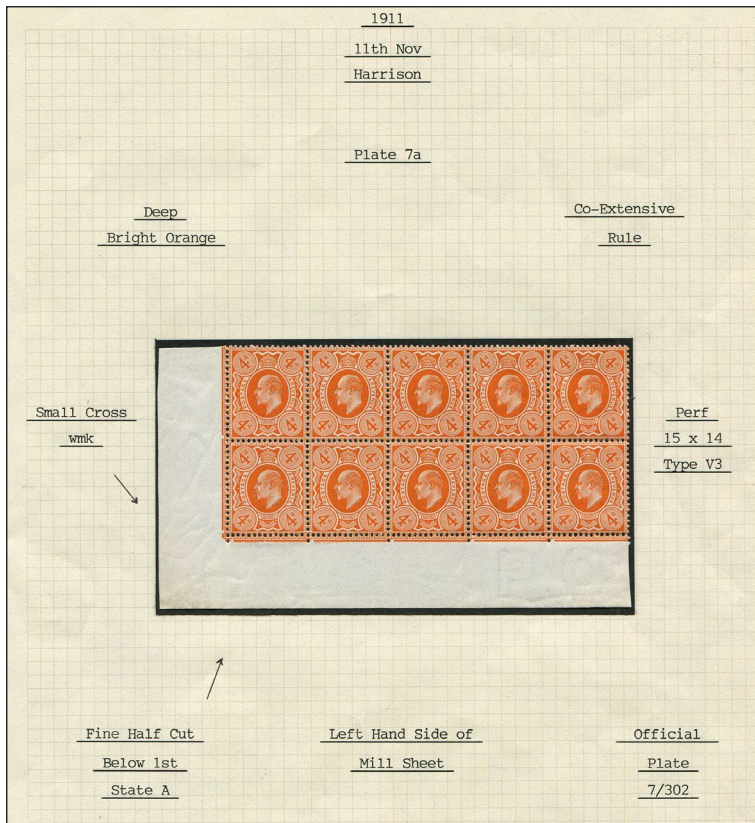 1911
11th Nov
Harrison
Plate 7a
Deep
Bright Orange
Co-Extensive
Rule
Small Cross
wmk
Perf
15 x 14
Type V3
Fine Half Cut
Below 1st
State A
Left Hand Side of
Mill Sheet
Official
Plate
7/302